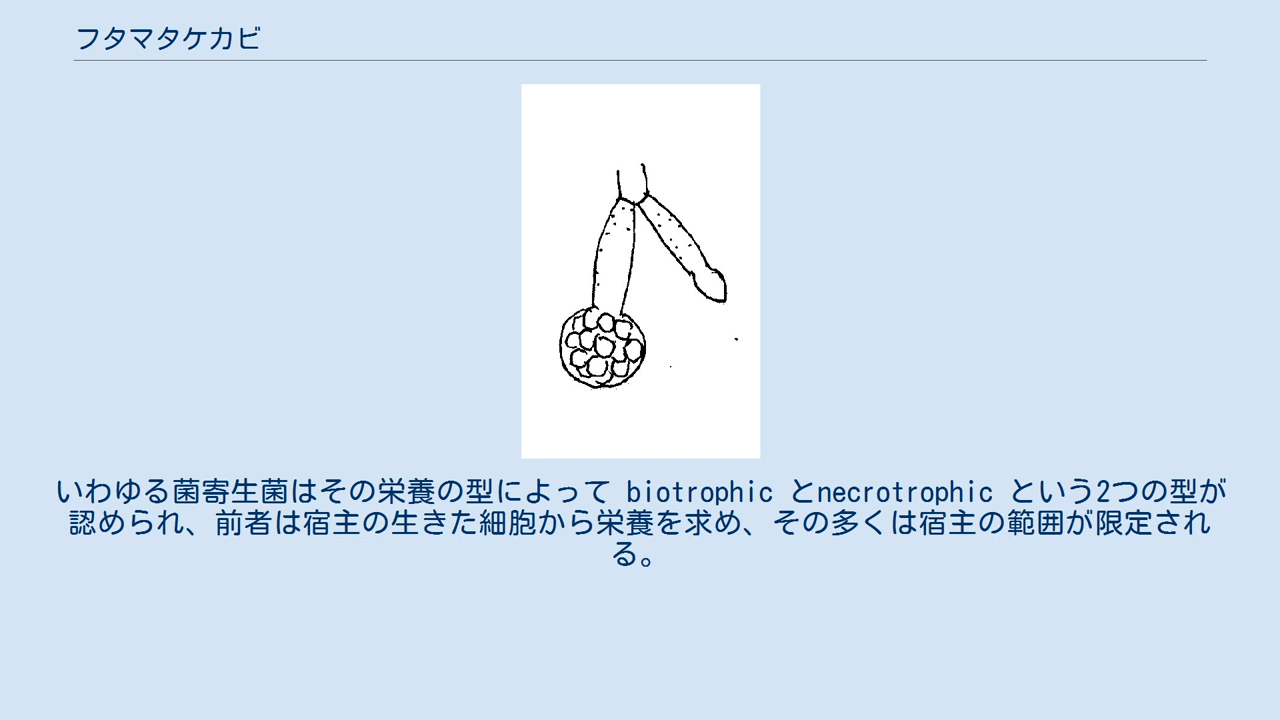 フタマタケカビ
いわゆる菌寄生菌はその栄養の型によって biotrophic とnecrotrophic という2つの型が
認められ、前者は宿主の生きた細胞から栄養を求め、その多くは宿主の範囲が限定され
る。